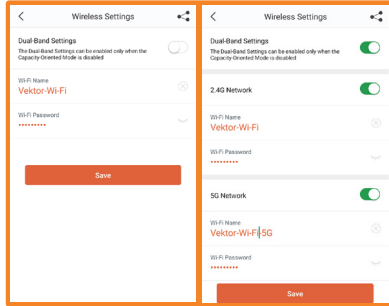 Wireless Settings
Dual-Band Settings
The Dual-Band Settings can be enabled only when the
Capacity-Oriented Mode is disabled
Wi-Fi Name
Vektor-Wi-Fi
Wi-Fi Password
•••••••••
Save
Wireless Settings
Dual-Band Settings
The Dual-Band Settings can be enabled only when the
Capacity-Oriented Mode is disabled
2.4G Network
Wi-Fi Name
Vektor-Wi-Fi
Wi-Fi Password
•••••••••
5G Network
Wi-Fi Name
Vektor-Wi-Fi-5G
Wi-Fi Password
•••••••••
Save